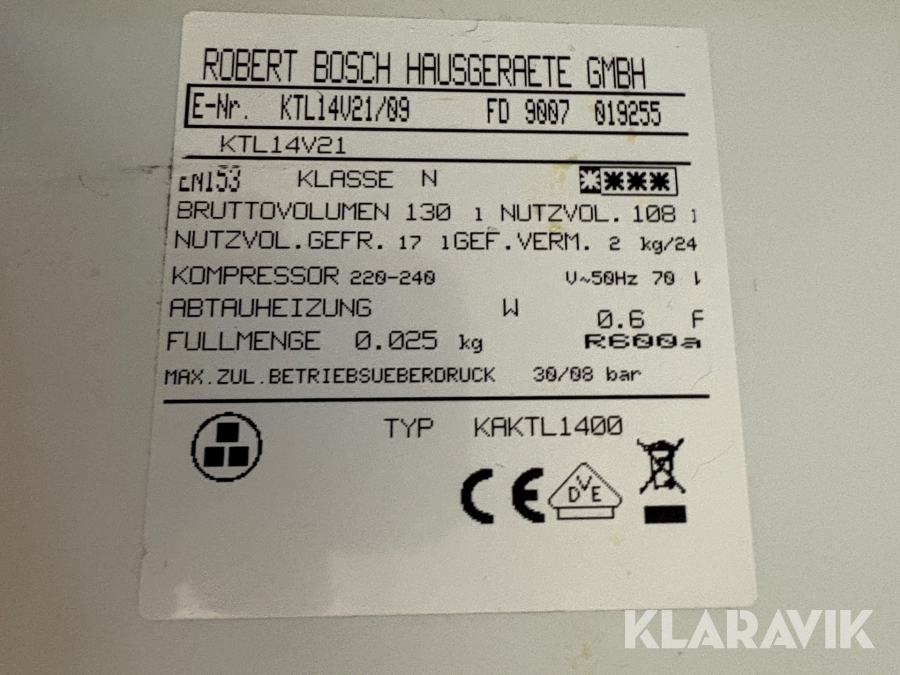 ROBERT BOSCH HAUSGERAETE GMBH
E-Nr. KTL14V21/09 FD 9007 019255
KTL14V21
EN153 KLASSE N
BRUTTOVOLUMEN 130 l NUTZVOL. 108 l
NUTZVOL.GEFR. 17 lGEF.VERM. 2 kg/24
KOMPRESSOR 220-240 V~50Hz 70
ABTAUHEIZUNG W 0.6
FULLMENGE 0.025 kg R600a
MAX.ZUL.BETRIEBSUEBERDRUCK 30/08 bar
TYP KAKTL1400
CE DVE
KLARAVIK